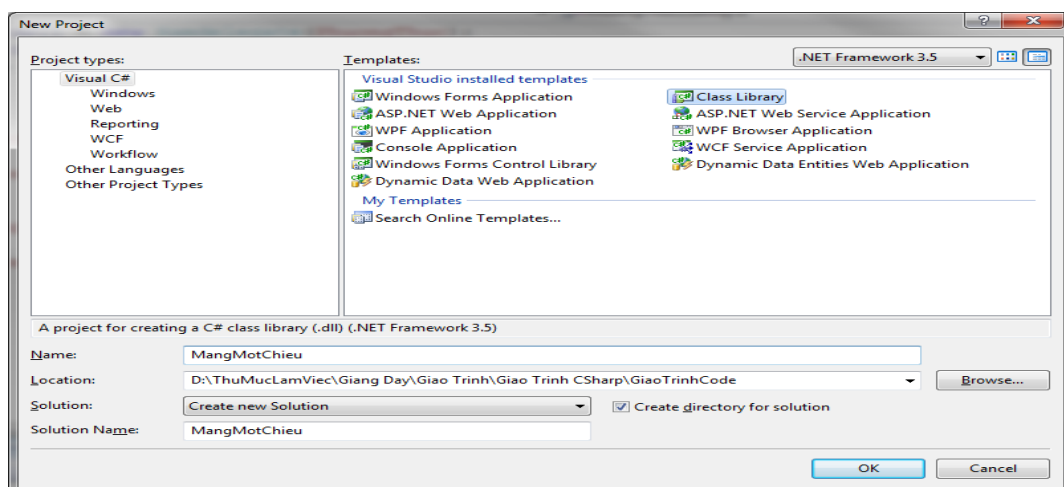 New Project
Project types:
Templates:
.NET Framework 3.5
Visual C#
Windows
Web
Reporting
WCF
Workflow
Other Languages
Other Project Types
Visual Studio installed templates
Windows Forms Application
Class Library
ASP.NET Web Application
ASP.NET Web Service Application
WPF Application
WPF Browser Application
Console Application
WCF Service Application
Windows Forms Control Library
Dynamic Data Entities Web Application
Dynamic Data Web Application
My Templates
Search Online Templates...
A project for creating a C# class library (.dll) (.NET Framework 3.5)
Name:
MangMotChieu
Location:
D:\ThuMucLamViec\Giang Day\Giao Trinh\Giao Trinh CSharp\GiaoTrinhCode
Browse...
Solution:
Create new Solution
Create directory for solution
Solution Name:
MangMotChieu
OK
Cancel